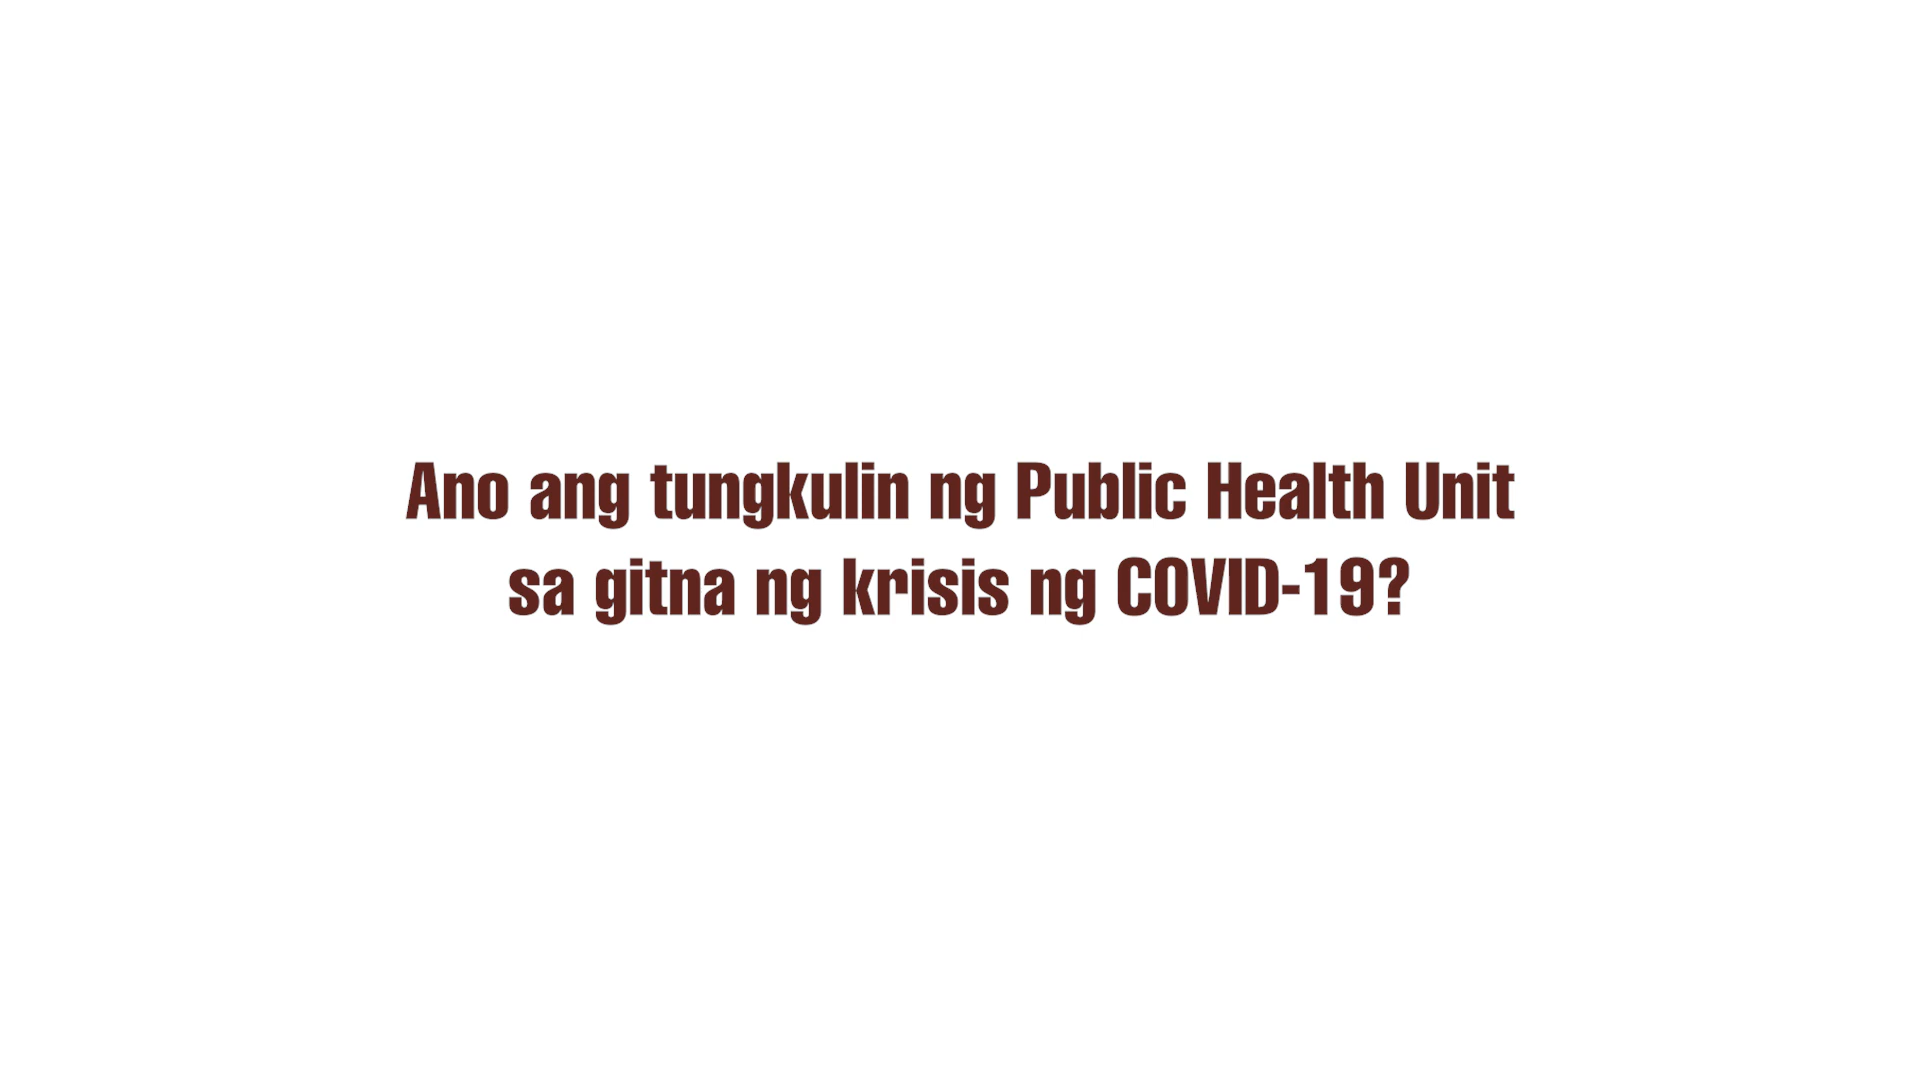 Ano ang tungkulin ng Public Health Unit
sa gitna ng krisis ng COVID-19?